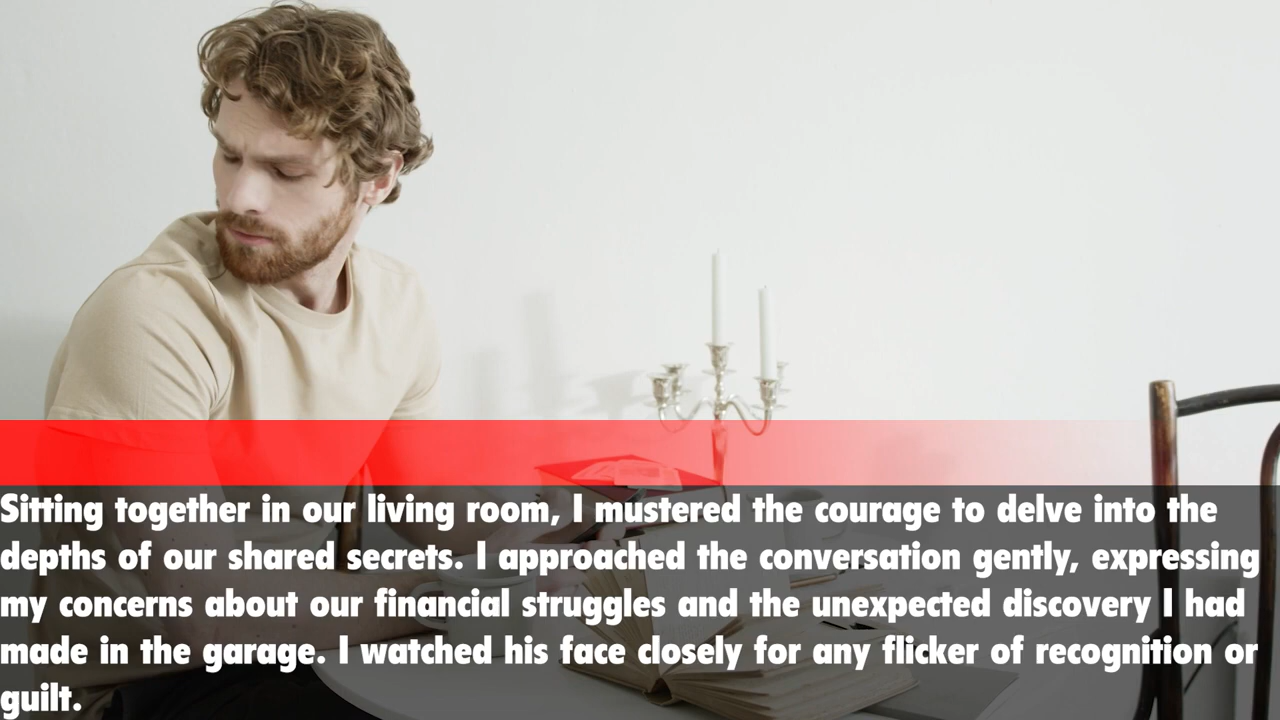 Sitting together in our living room, I mustered the courage to delve into the
depths of our shared secrets. I approached the conversation gently, expressing
my concerns about our financial struggles and the unexpected discovery I had
made in the garage. I watched his face closely for any flicker of recognition or
guilt.